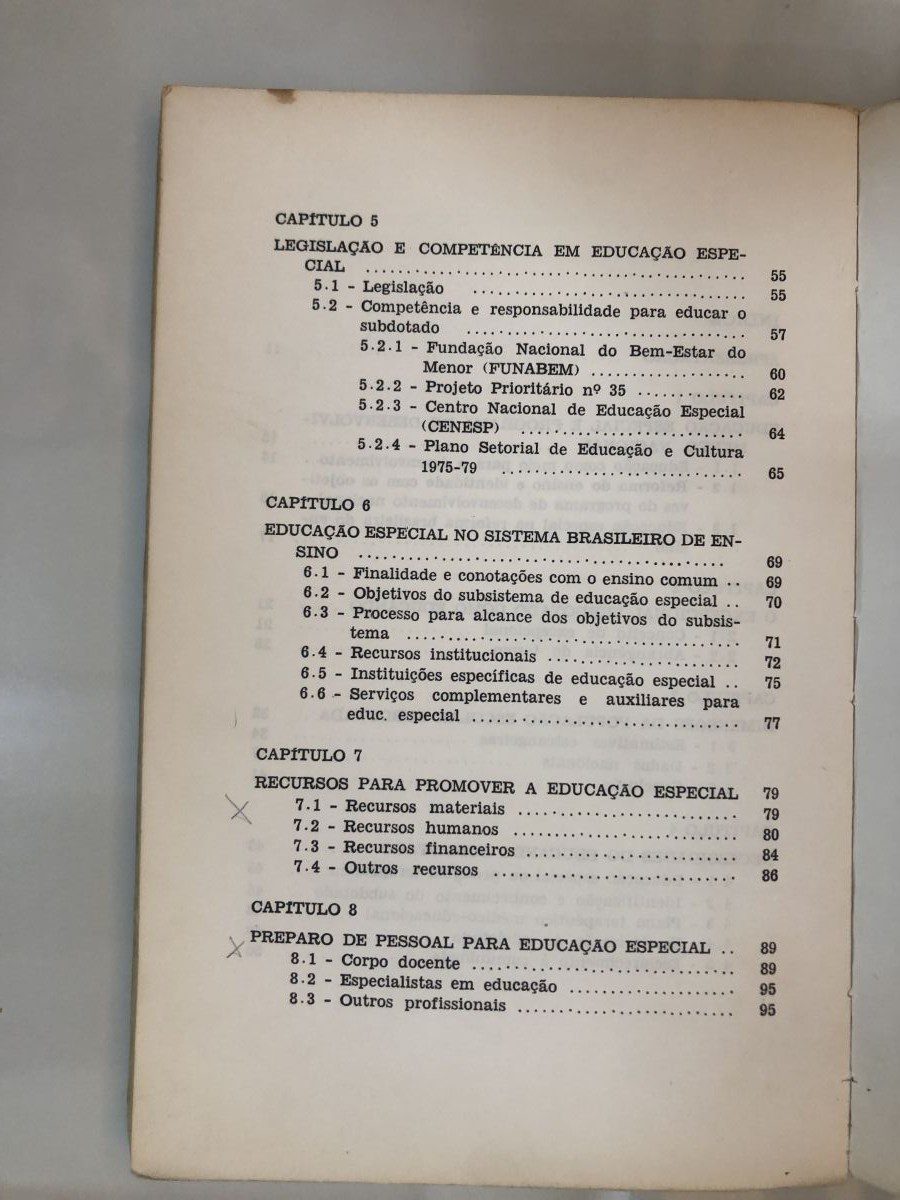 CAPÍTULO 5
LEGISLAÇÃO E COMPETÊNCIA EM EDUCAÇÃO ESPE-
CIAL ............................................. 55
5.1 - Legislação ................................. 55
5.2 - Competência e responsabilidade para educar o
subdotado .................................. 57
5.2.1 - Fundação Nacional do Bem-Estar do
Menor (FUNABEM) ................... 60
5.2.2 - Projeto Prioritário nº 35 ............. 62
5.2.3 - Centro Nacional de Educação Especial
(CENESP) ........................... 64
5.2.4 - Plano Setorial de Educação e Cultura
1975-79 ............................. 65
CAPÍTULO 6
EDUCAÇÃO ESPECIAL NO SISTEMA BRASILEIRO DE EN-
SINO ............................................. 69
6.1 - Finalidade e conotações com o ensino comum .. 69
6.2 - Objetivos do subsistema de educação especial .. 70
6.3 - Processo para alcance dos objetivos do subsis-
tema ........................................ 71
6.4 - Recursos institucionais ........................ 72
6.5 - Instituições específicas de educação especial .. 75
6.6 - Serviços complementares e auxiliares para
educ. especial ................................. 77
CAPÍTULO 7
RECURSOS PARA PROMOVER A EDUCAÇÃO ESPECIAL 79
7.1 - Recursos materiais ........................... 79
7.2 - Recursos humanos ............................ 80
7.3 - Recursos financeiros .......................... 84
7.4 - Outros recursos .............................. 86
CAPÍTULO 8
PREPARO DE PESSOAL PARA EDUCAÇÃO ESPECIAL .. 89
8.1 - Corpo docente ................................ 89
8.2 - Especialistas em educação .................... 95
8.3 - Outros profissionais .......................... 95